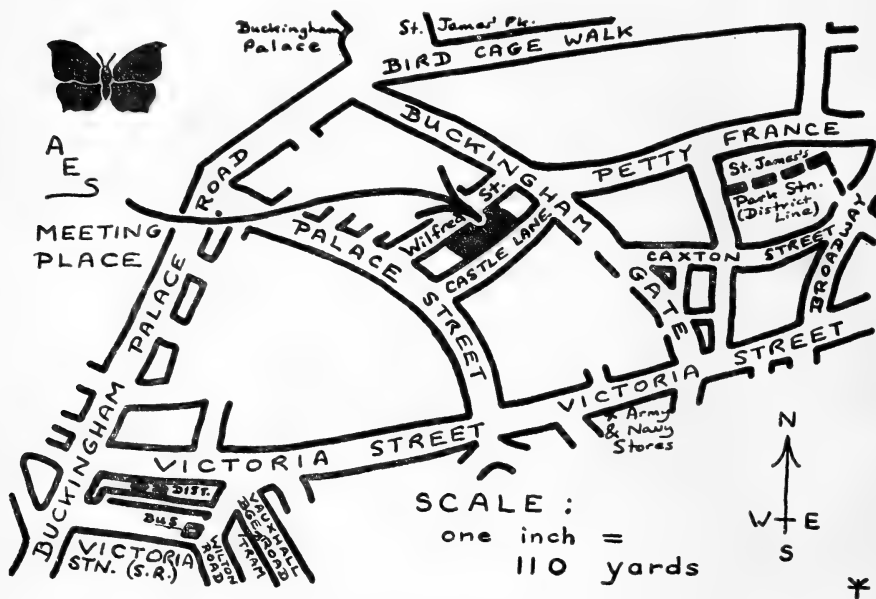 Buckingham
Palace
St. James' Pk.
BIRD CAGE WALK
A
E
S
MEETING
PLACE
BUCKINGHAM
GATE
PETTY FRANCE
St. James's
Park Stn.
(District
Line)
Wilfred St.
CASTLE LANE
PALACE STREET
CAXTON STREET
BROADWAY
BUCKINGHAM PALACE ROAD
VICTORIA STREET
VICTORIA STREET
x Army
& Navy
Stores
DIST.
BUS
VICTORIA
STN. (S.R.)
WILTON
ROAD
TRAM
VAUXHALL
BGE. ROAD
SCALE :
one inch =
110 yards
N
W E
S